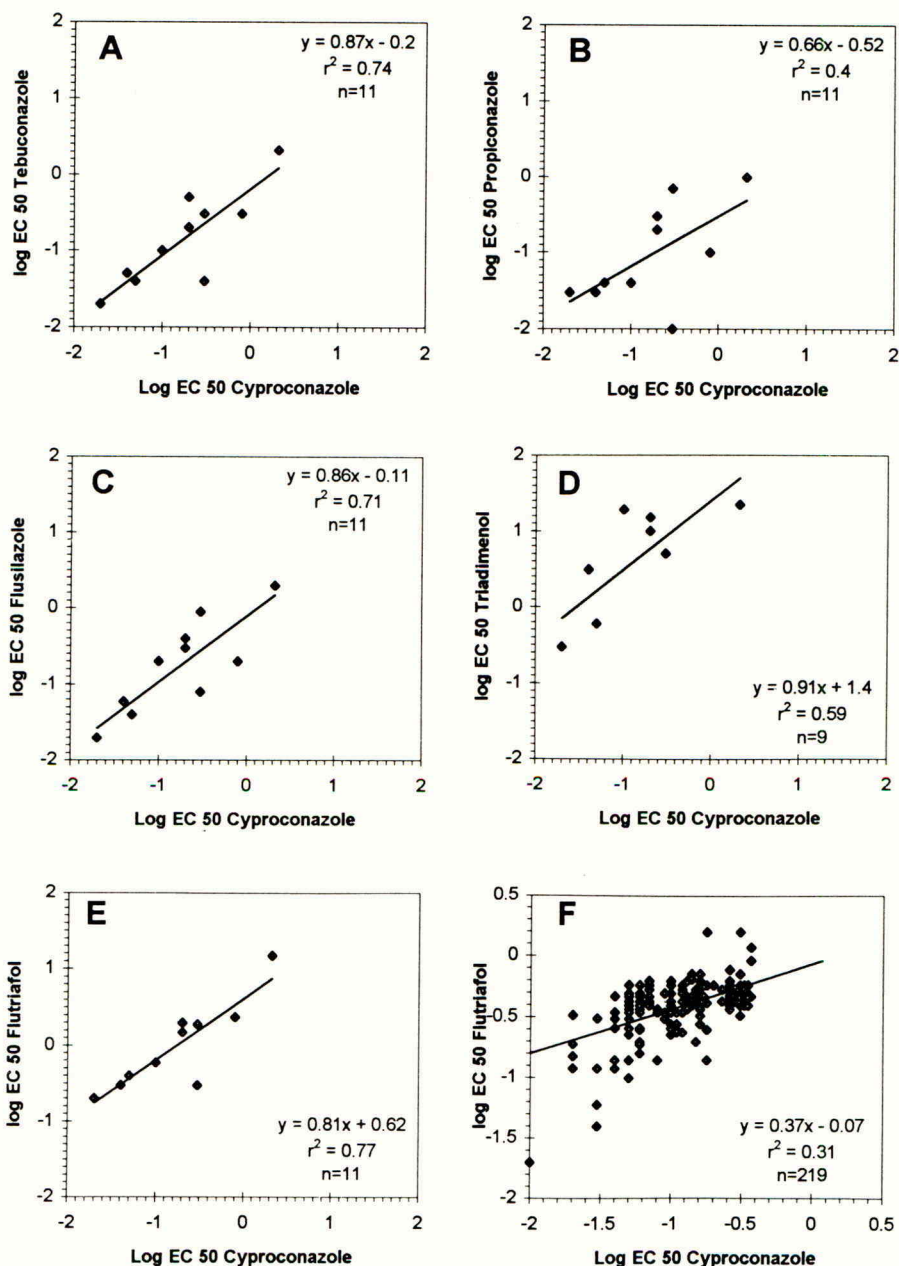 A
y = 0.87x - 0.2
r² = 0.74
n=11
log EC 50 Tebuconazole
2
1
0
-1
-2
-2 -1 0 1 2
Log EC 50 Cyproconazole
B
y = 0.66x - 0.52
r² = 0.4
n=11
log EC 50 Propiconazole
2
1
0
-1
-2
-2 -1 0 1 2
Log EC 50 Cyproconazole
C
y = 0.86x - 0.11
r² = 0.71
n=11
log EC 50 Flusilazole
2
1
0
-1
-2
-2 -1 0 1 2
Log EC 50 Cyproconazole
D
y = 0.91x + 1.4
r² = 0.59
n=9
log EC 50 Triadimenol
2
1
0
-1
-2
-2 -1 0 1 2
Log EC 50 Cyproconazole
E
y = 0.81x + 0.62
r² = 0.77
n=11
log EC 50 Flutriafol
2
1
0
-1
-2
-2 -1 0 1 2
Log EC 50 Cyproconazole
F
y = 0.37x - 0.07
r² = 0.31
n=219
log EC 50 Flutriafol
0.5
0
-0.5
-1
-1.5
-2
-2 -1.5 -1 -0.5 0 0.5
Log EC 50 Cyproconazole